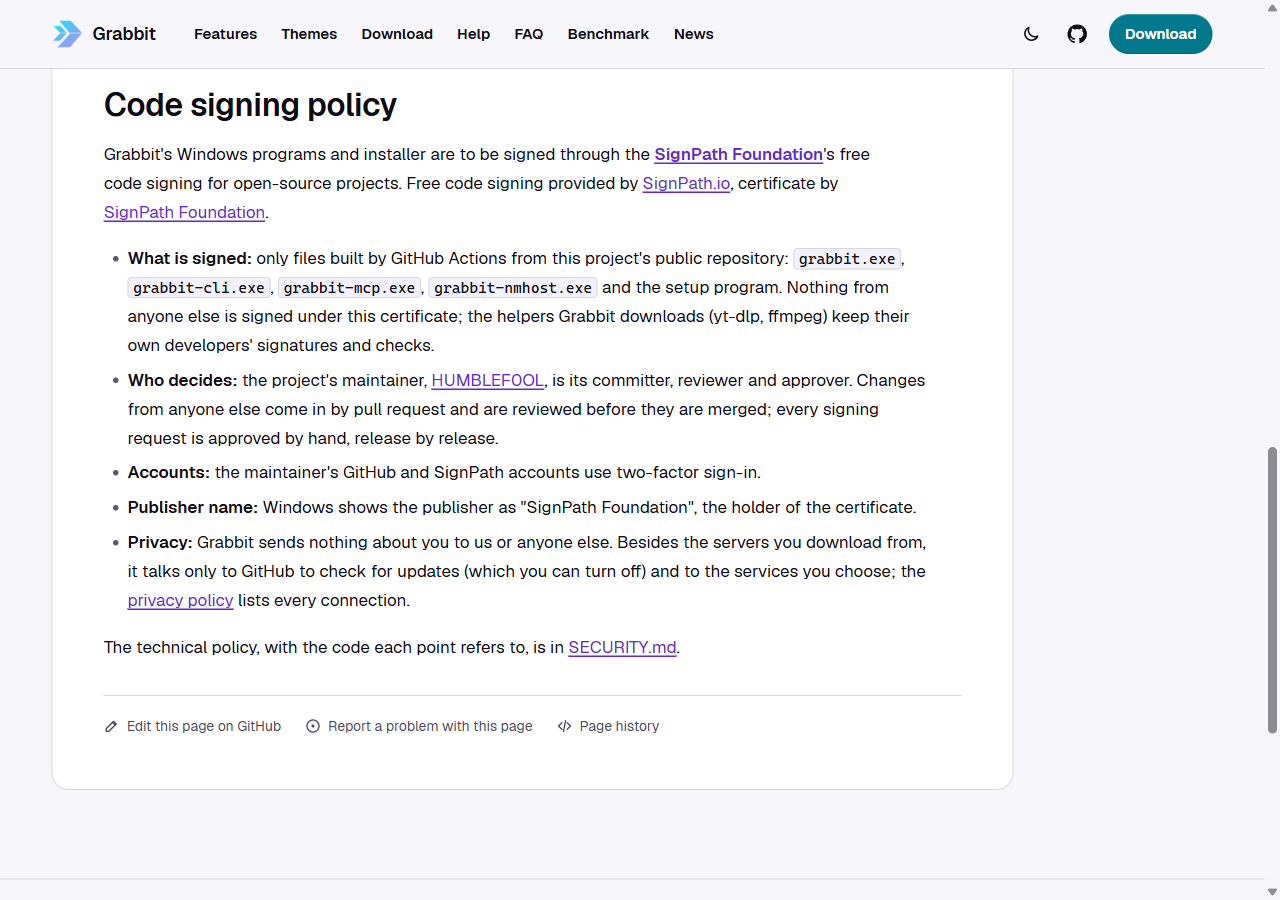 Grabbit
Features
Themes
Download
Help
FAQ
Benchmark
News
Download
Code signing policy
Grabbit's Windows programs and installer are to be signed through the SignPath Foundation's free
code signing for open-source projects. Free code signing provided by SignPath.io, certificate by
SignPath Foundation.
What is signed: only files built by GitHub Actions from this project's public repository: grabbit.exe,
grabbit-cli.exe, grabbit-mcp.exe, grabbit-nmhost.exe and the setup program. Nothing from
anyone else is signed under this certificate; the helpers Grabbit downloads (yt-dlp, ffmpeg) keep their
own developers' signatures and checks.
Who decides: the project's maintainer, HUMBLEF0OL, is its committer, reviewer and approver. Changes
from anyone else come in by pull request and are reviewed before they are merged; every signing
request is approved by hand, release by release.
Accounts: the maintainer's GitHub and SignPath accounts use two-factor sign-in.
Publisher name: Windows shows the publisher as "SignPath Foundation", the holder of the certificate.
Privacy: Grabbit sends nothing about you to us or anyone else. Besides the servers you download from,
it talks only to GitHub to check for updates (which you can turn off) and to the services you choose; the
privacy policy lists every connection.
The technical policy, with the code each point refers to, is in SECURITY.md.
Edit this page on GitHub
Report a problem with this page
Page history